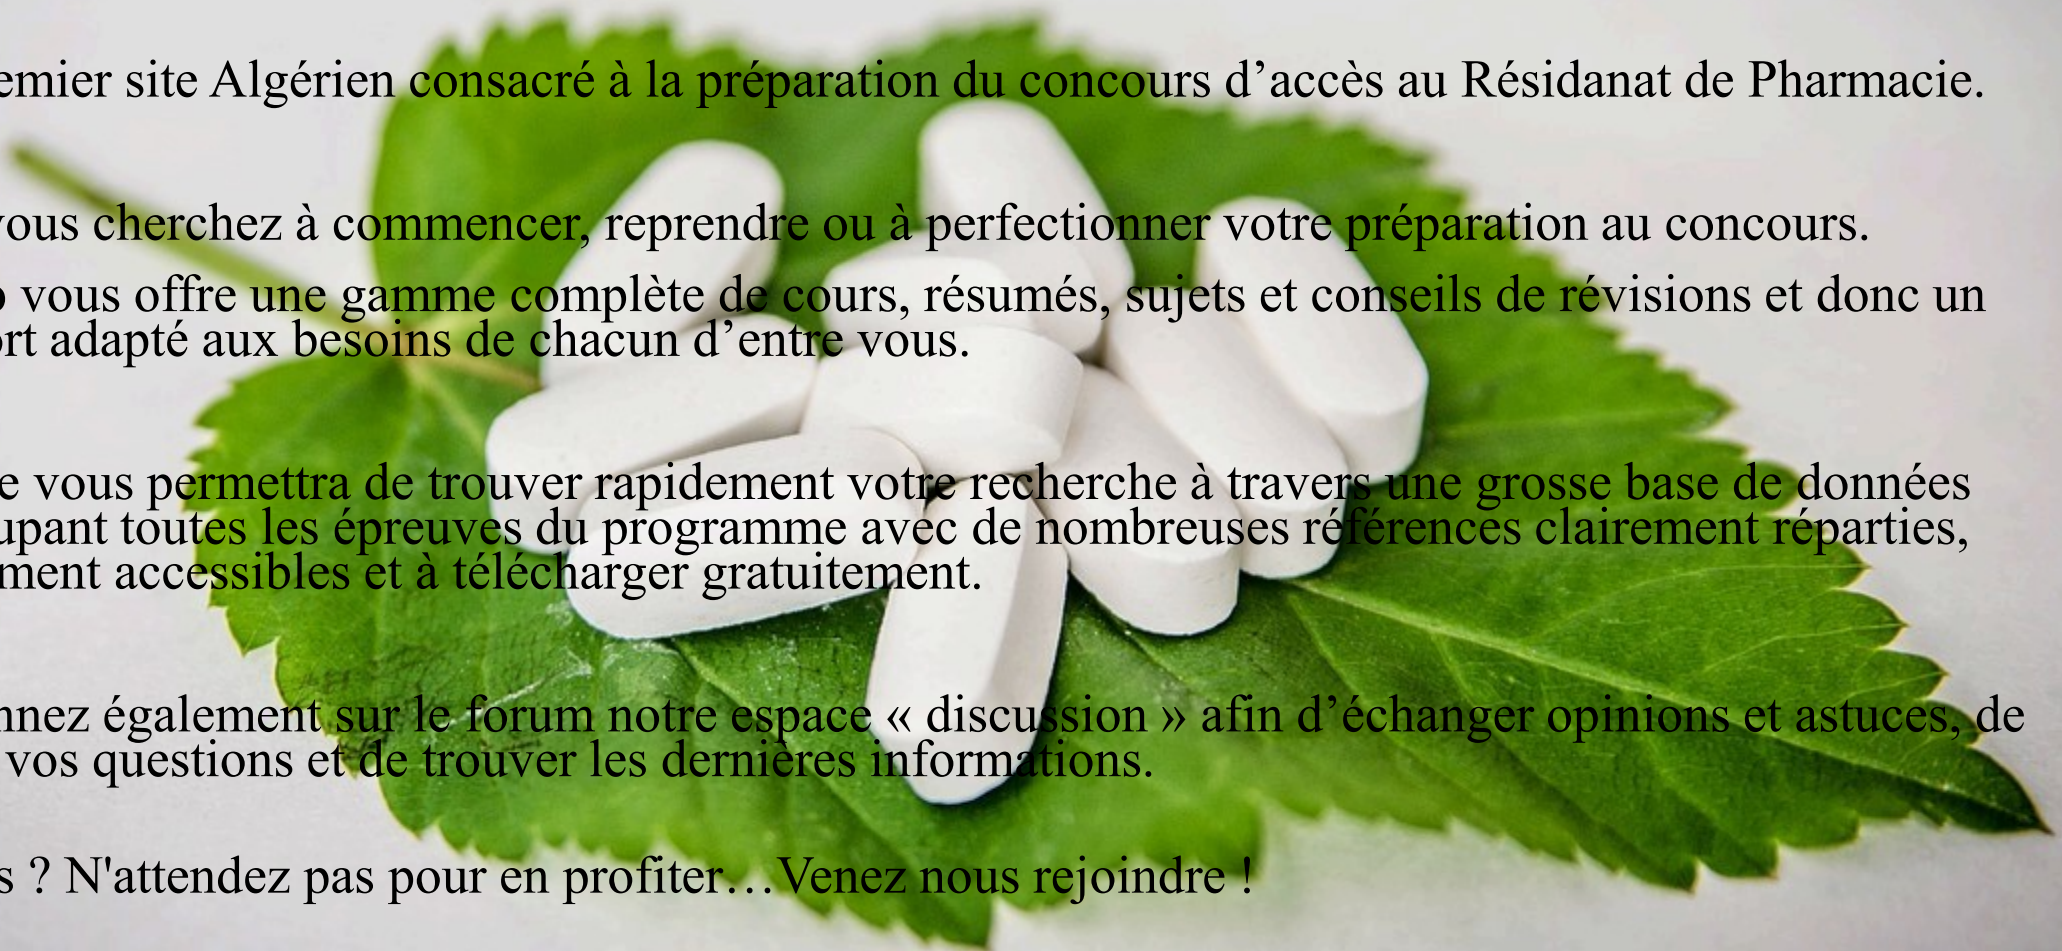 emier site Algérien consacré à la préparation du concours d’accès au Résidanat de Pharmacie.
vous cherchez à commencer, reprendre ou à perfectionner votre préparation au concours.
vous offre une gamme complète de cours, résumés, sujets et conseils de révisions et donc un
ort adapté aux besoins de chacun d’entre vous.
e vous permettra de trouver rapidement votre recherche à travers une grosse base de données
upant toutes les épreuves du programme avec de nombreuses références clairement réparties,
ment accessibles et à télécharger gratuitement.
nnez également sur le forum notre espace « discussion » afin d’échanger opinions et astuces, de
vos questions et de trouver les dernières informations.
s ? N'attendez pas pour en profiter…Venez nous rejoindre !